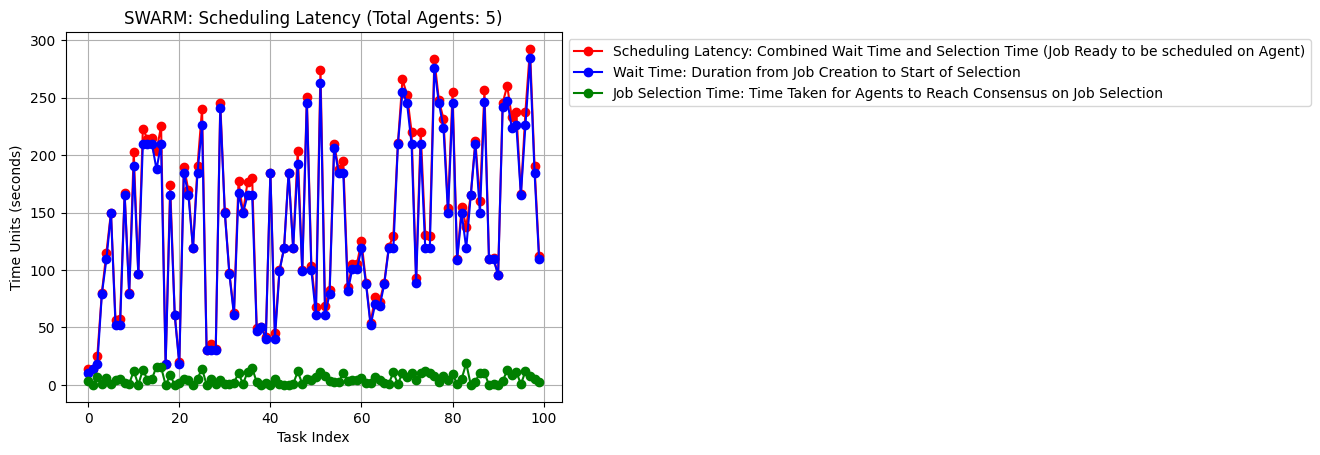 SWARM: Scheduling Latency (Total Agents: 5)
Scheduling Latency: Combined Wait Time and Selection Time (Job Ready to be scheduled on Agent)
Wait Time: Duration from Job Creation to Start of Selection
Job Selection Time: Time Taken for Agents to Reach Consensus on Job Selection
Time Units (seconds)
300
250
200
150
100
50
0
0 20 40 60 80 100
Task Index